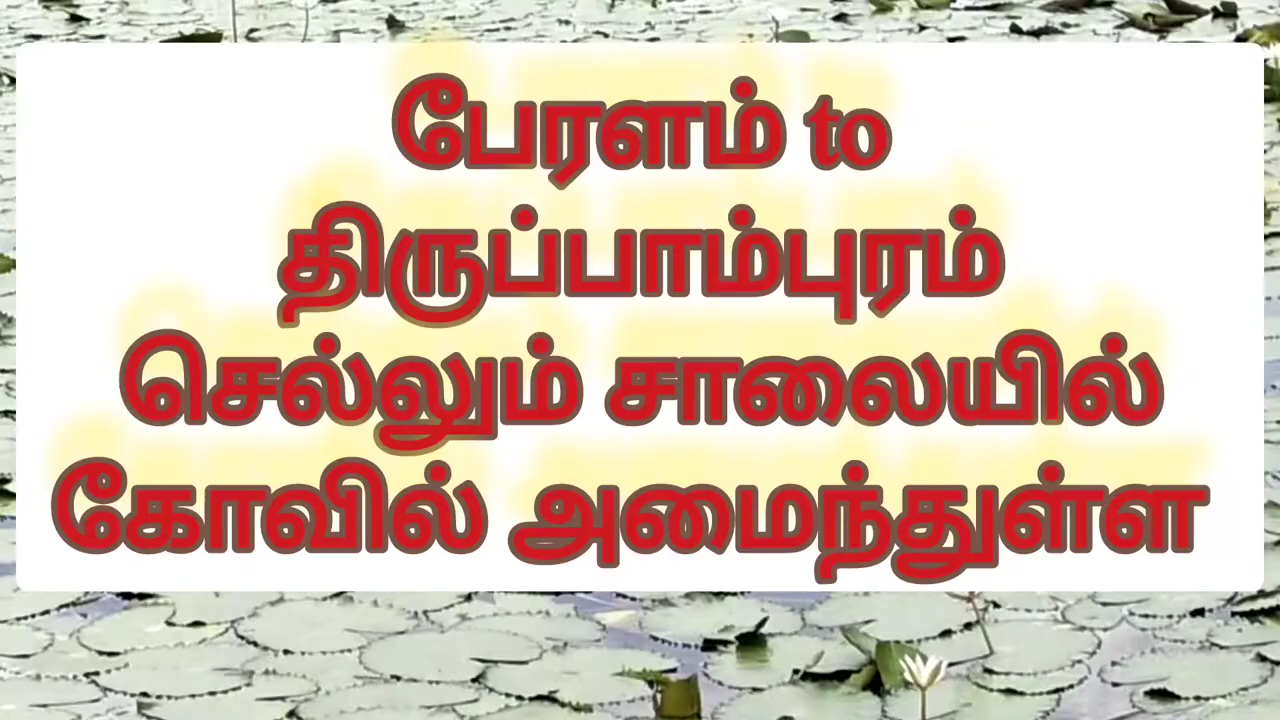 பேரளம் to
திருப்பாம்புரம்
செல்லும் சாலையில்
கோவில் அமைந்துள்ள